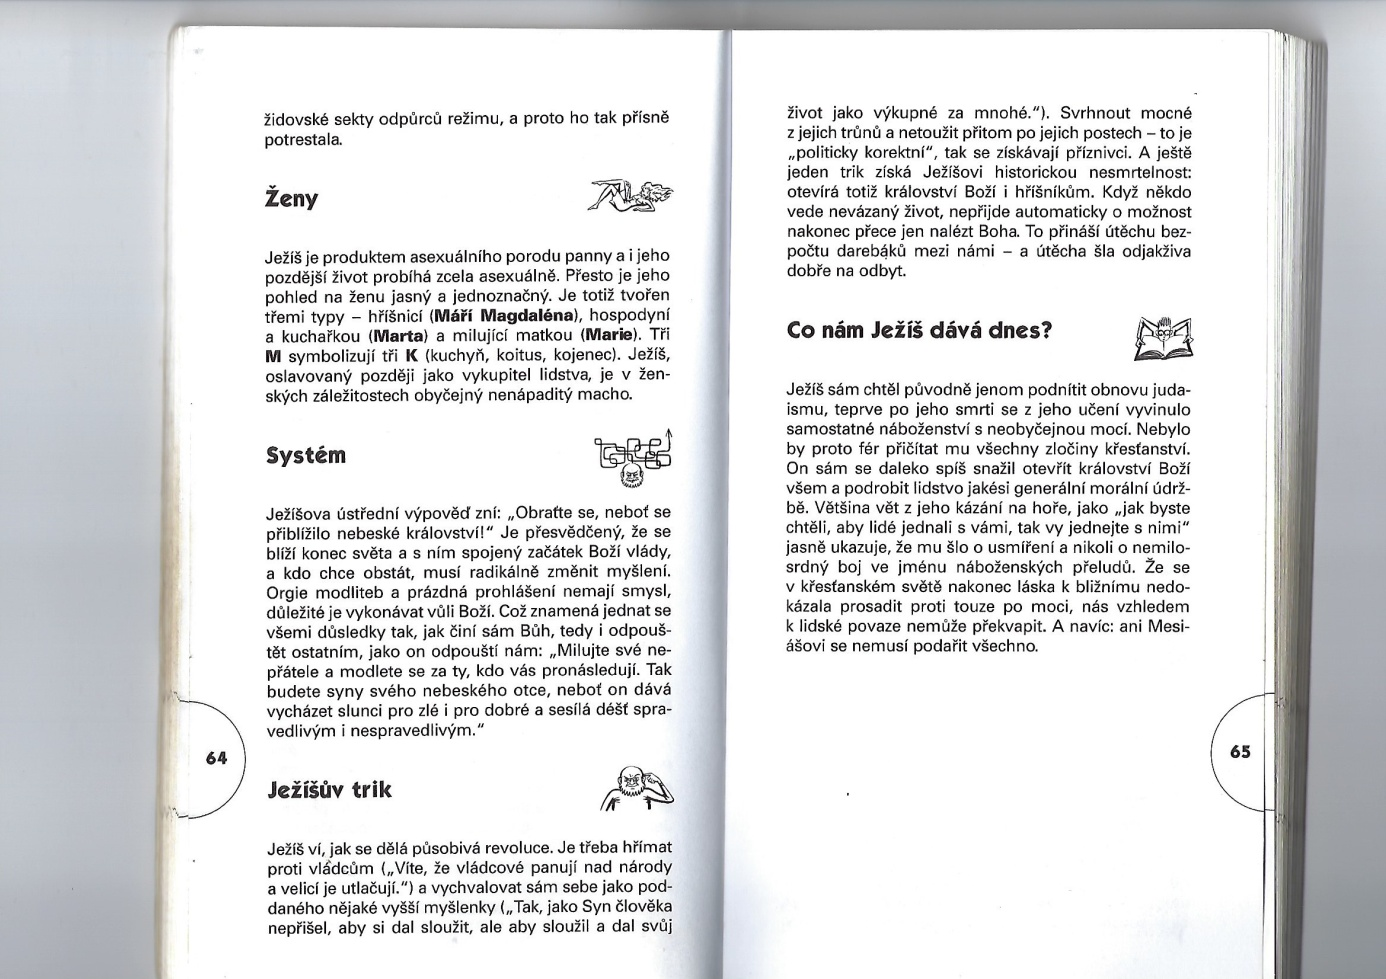 židovské sekty odpůrců režimu, a proto ho tak přísně
potrestala.
Ženy
Ježíš je produktem asexuálního porodu panny a i jeho
pozdější život probíhá zcela asexuálně. Přesto je jeho
pohled na ženu jasný a jednoznačný. Je totiž tvořen
třemi typy – hříšnicí (Máří Magdaléna), hospodyní
a kuchařkou (Marta) a milující matkou (Marie). Tři
M symbolizují tři K (kuchyň, koitus, kojenec). Ježíš,
oslavovaný později jako vykupitel lidstva, je v žen-
ských záležitostech obyčejný nenápaditý macho.
Systém
Ježíšova ústřední výpověď zní: „Obraťte se, neboť se
přiblížilo nebeské království!“ Je přesvědčený, že se
blíží konec světa a s ním spojený začátek Boží vlády,
a kdo chce obstát, musí radikálně změnit myšlení.
Orgie modliteb a prázdná prohlášení nemají smysl,
důležité je vykonávat vůli Boží. Což znamená jednat se
všemi důsledky tak, jak činí sám Bůh, tedy i odpouš-
tět ostatním, jako on odpouští nám: „Milujte své ne-
přátele a modlete se za ty, kdo vás pronásledují. Tak
budete syny svého nebeského otce, neboť on dává
vycházet slunci pro zlé i pro dobré a sesílá déšť spra-
vedlivým i nespravedlivým.“
64
Ježíšův trik
Ježíš ví, jak se dělá působivá revoluce. Je třeba hřímat
proti vládcům („Víte, že vládcové panují nad národy
a velicí je utlačují.“) a vychvalovat sám sebe jako pod-
daného nějaké vyšší myšlenky („Tak, jako Syn člověka
nepřišel, aby si dal sloužit, ale aby sloužil a dal svůj
život jako výkupné za mnohé.“). Svrhnout mocné
z jejich trůnů a netoužit přitom po jejich postech – to je
„politicky korektní“, tak se získávají příznivci. A ještě
jeden trik získá Ježíšovi historickou nesmrtelnost:
otevírá totiž království Boží i hříšníkům. Když někdo
vede nevázaný život, nepřijde automaticky o možnost
nakonec přece jen nalézt Boha. To přináší útěchu bez-
počtu darebáků mezi námi – a útěcha šla odjakživa
dobře na odbyt.
Co nám Ježíš dává dnes?
Ježíš sám chtěl původně jenom podnítit obnovu juda-
ismu, teprve po jeho smrti se z jeho učení vyvinulo
samostatné náboženství s neobyčejnou mocí. Nebylo
by proto fér přičítat mu všechny zločiny křesťanství.
On sám se daleko spíš snažil otevřít království Boží
všem a podrobit lidstvo jakési generální morální údrž-
bě. Většina vět z jeho kázání na hoře, jako „jak byste
chtěli, aby lidé jednali s vámi, tak vy jednejte s nimi“
jasně ukazuje, že mu šlo o usmíření a nikoli o nemilo-
srdný boj ve jménu náboženských přeludů. Že se
v křesťanském světě nakonec láska k bližnímu nedo-
kázala prosadit proti touze po moci, nás vzhledem
k lidské povaze nemůže překvapit. A navíc: ani Mesi-
ášovi se nemusí podařit všechno.
65